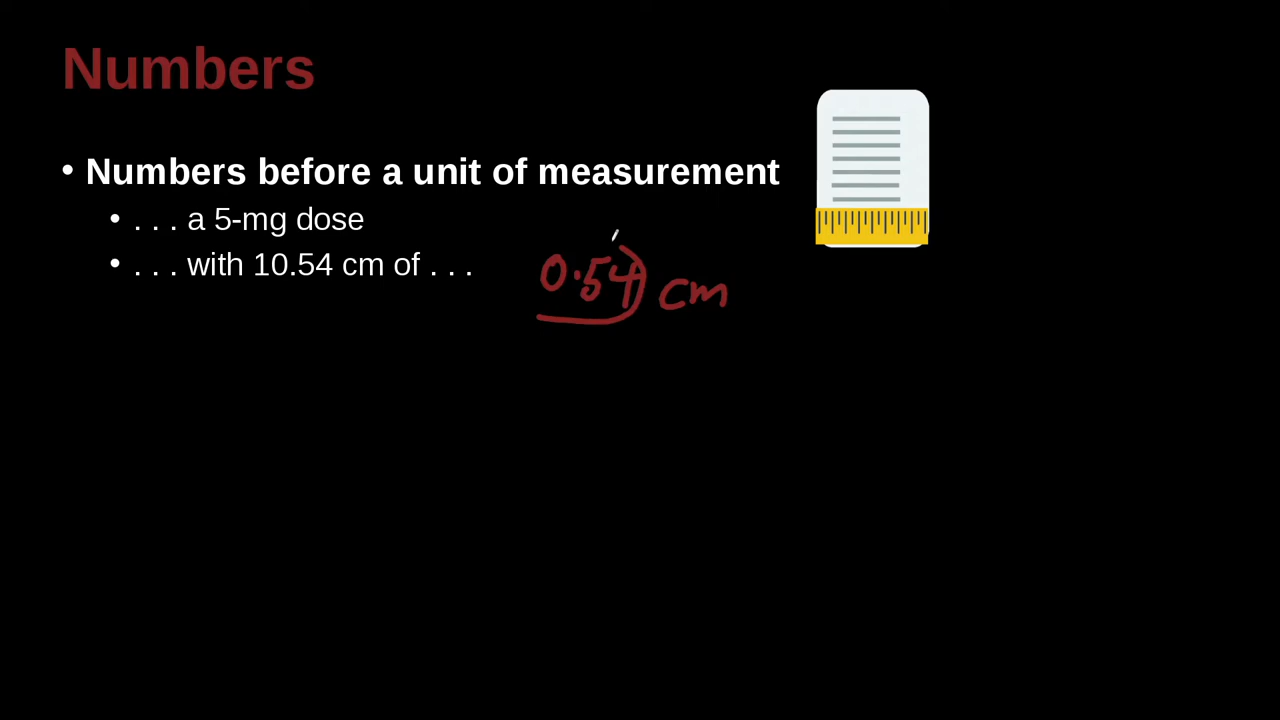 Numbers
• Numbers before a unit of measurement
• . . . a 5-mg dose
• . . . with 10.54 cm of . . .
0.54 cm